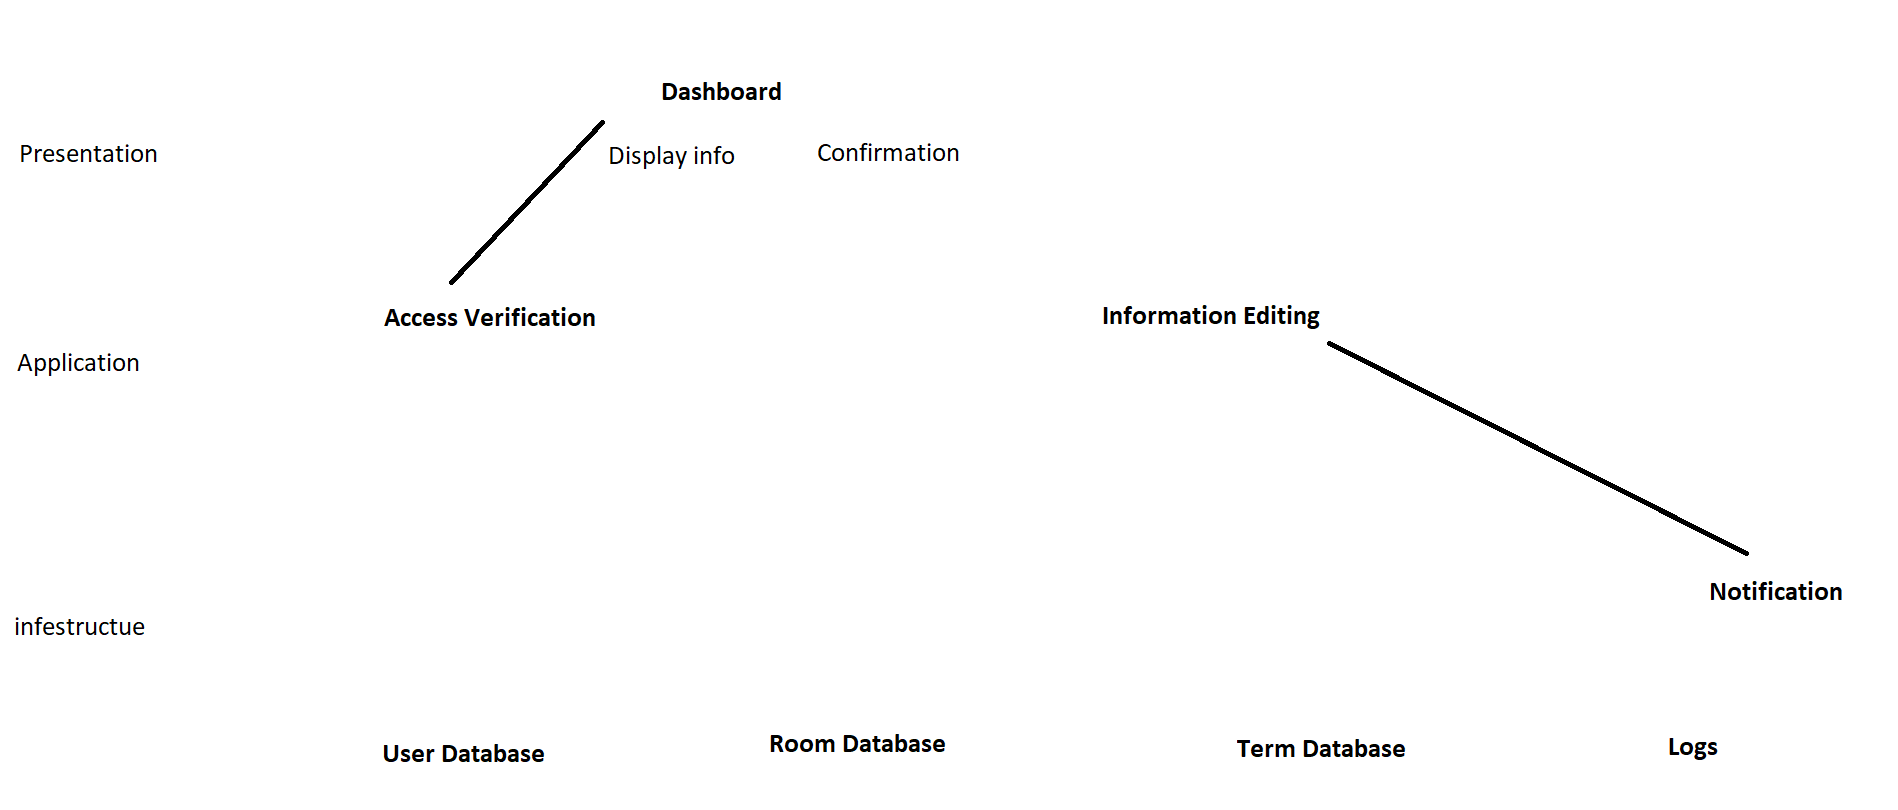 Dashboard
Presentation
Display info
Confirmation
Access Verification
Information Editing
Application
Notification
infestructue
User Database
Room Database
Term Database
Logs